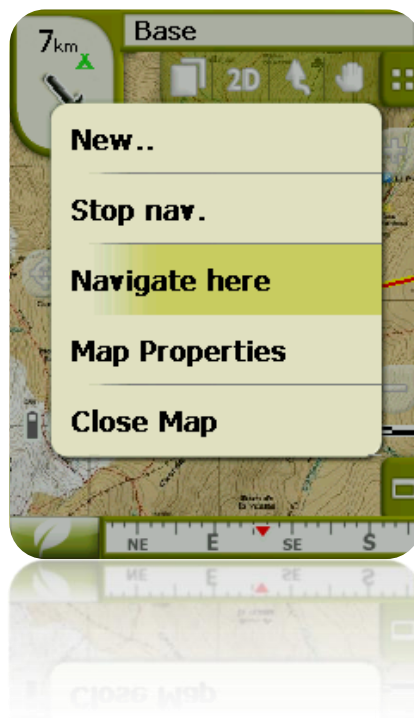 Base
7km
2D
New..
Stop nav.
Navigate here
Map Properties
Close Map
NE E SE S